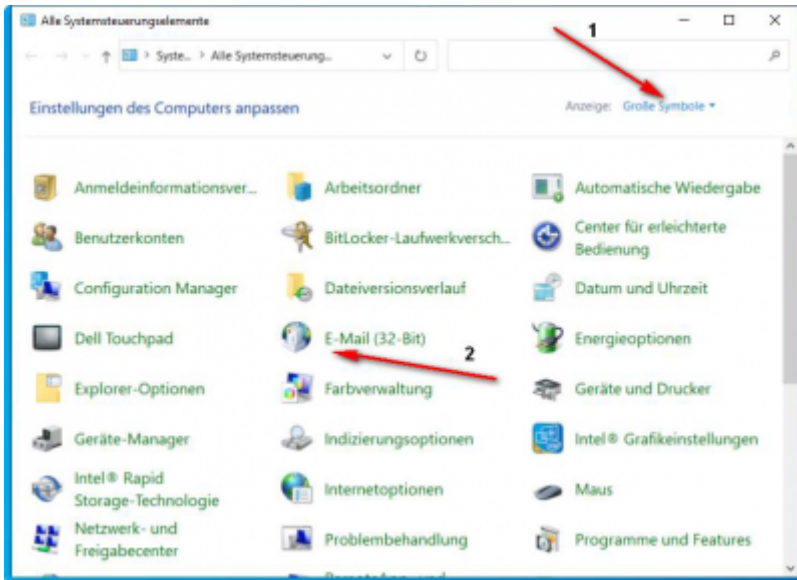 Alle Systemsteuerungselemente
1
Syste... > Alle Systemsteuerung...
Einstellungen des Computers anpassen
Anzeige: Große Symbole
Anmeldeinformationsver...
Arbeitsordner
Automatische Wiedergabe
Benutzerkonten
BitLocker-Laufwerkversch...
Center für erleichterte
Bedienung
Configuration Manager
Dateiversionsverlauf
Datum und Uhrzeit
Dell Touchpad
E-Mail (32-Bit)
2
Energieoptionen
Explorer-Optionen
Farbverwaltung
Geräte und Drucker
Geräte-Manager
Indizierungsoptionen
Intel® Grafikeinstellungen
Intel® Rapid
Storage-Technologie
Internetoptionen
Maus
Netzwerk- und
Freigabecenter
Problembehandlung
Programme und Features